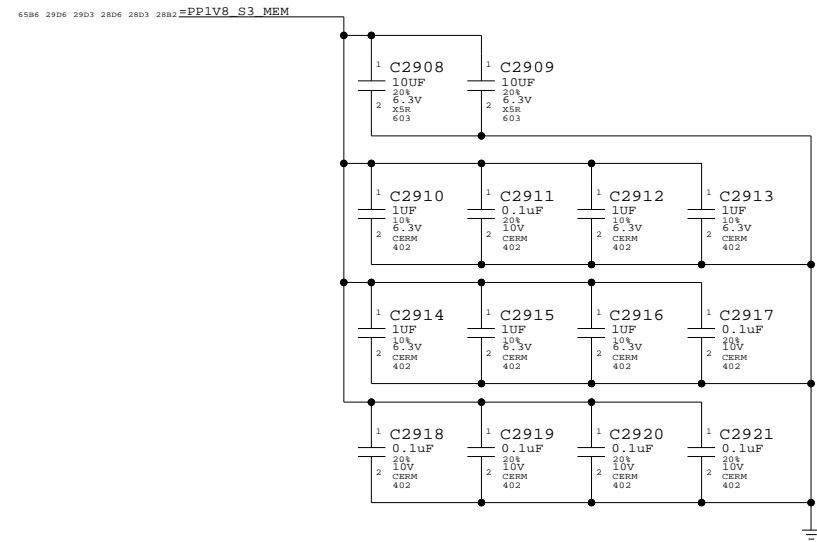 65B6 29D6 29D3 28D6 28D3 28B2 =PP1V8_S3_MEM
1 C2908
10UF
20%
6.3V
2 X5R
603
1 C2909
10UF
20%
6.3V
2 X5R
603
1 C2910
1UF
10%
6.3V
2 CERM
402
1 C2911
0.1uF
20%
10V
2 CERM
402
1 C2912
1UF
10%
6.3V
2 CERM
402
1 C2913
1UF
10%
6.3V
2 CERM
402
1 C2914
1UF
10%
6.3V
2 CERM
402
1 C2915
1UF
10%
6.3V
2 CERM
402
1 C2916
1UF
10%
6.3V
2 CERM
402
1 C2917
0.1uF
20%
10V
2 CERM
402
1 C2918
0.1uF
20%
10V
2 CERM
402
1 C2919
0.1uF
20%
10V
2 CERM
402
1 C2920
0.1uF
20%
10V
2 CERM
402
1 C2921
0.1uF
20%
10V
2 CERM
402